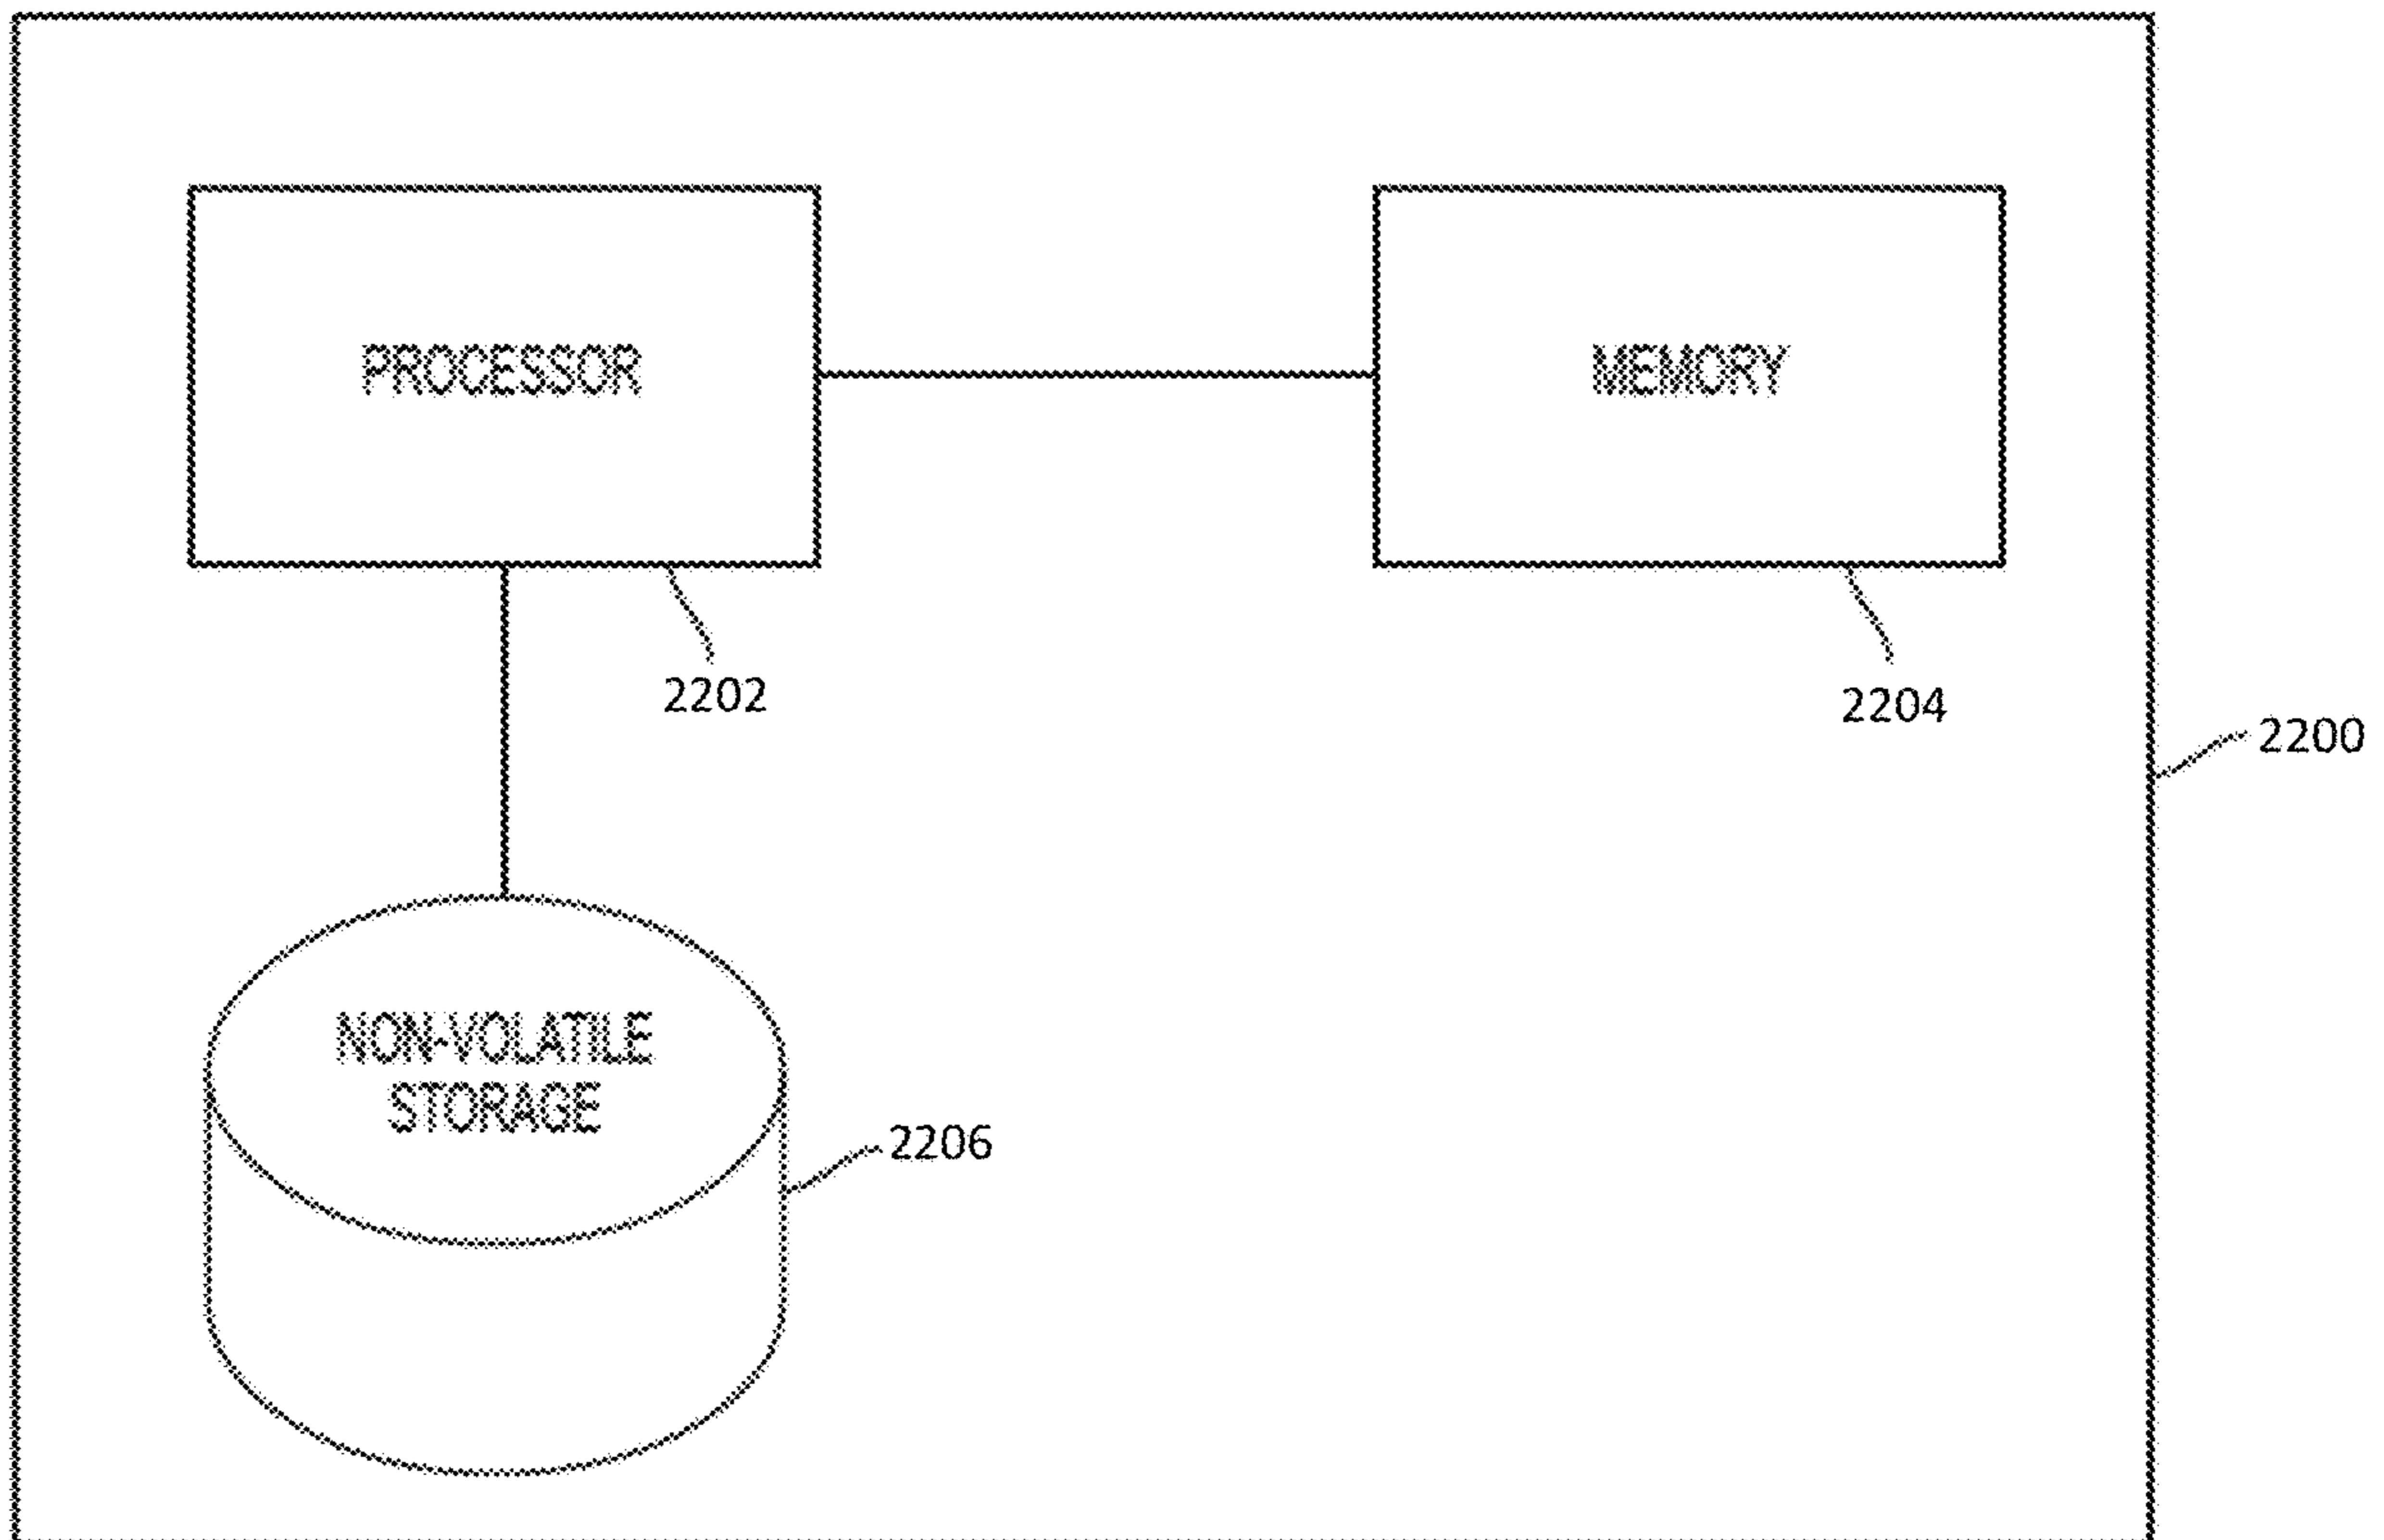 PROCESSOR
MEMORY
2202
2204
2200
NON-VOLATILE
STORAGE
2206